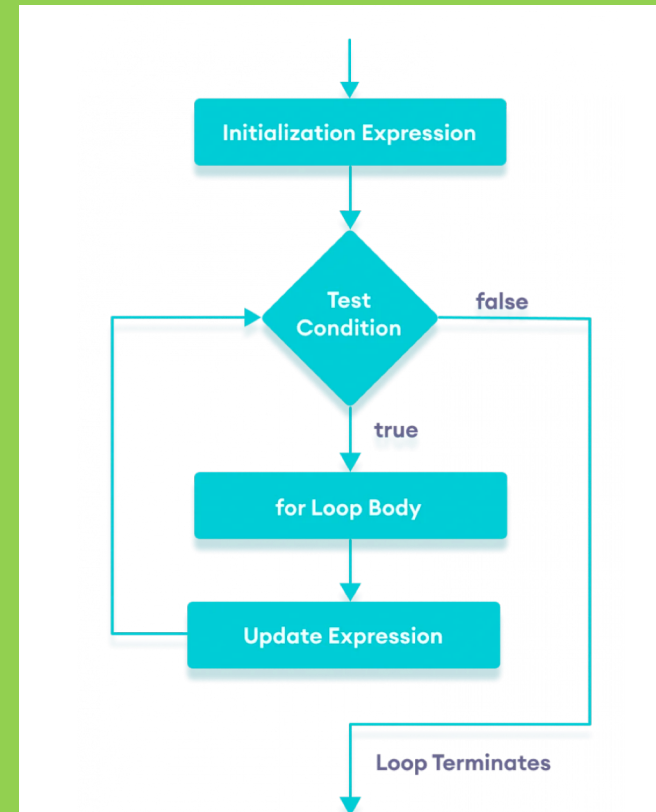 Initialization Expression
Test
Condition
false
true
for Loop Body
Update Expression
Loop Terminates